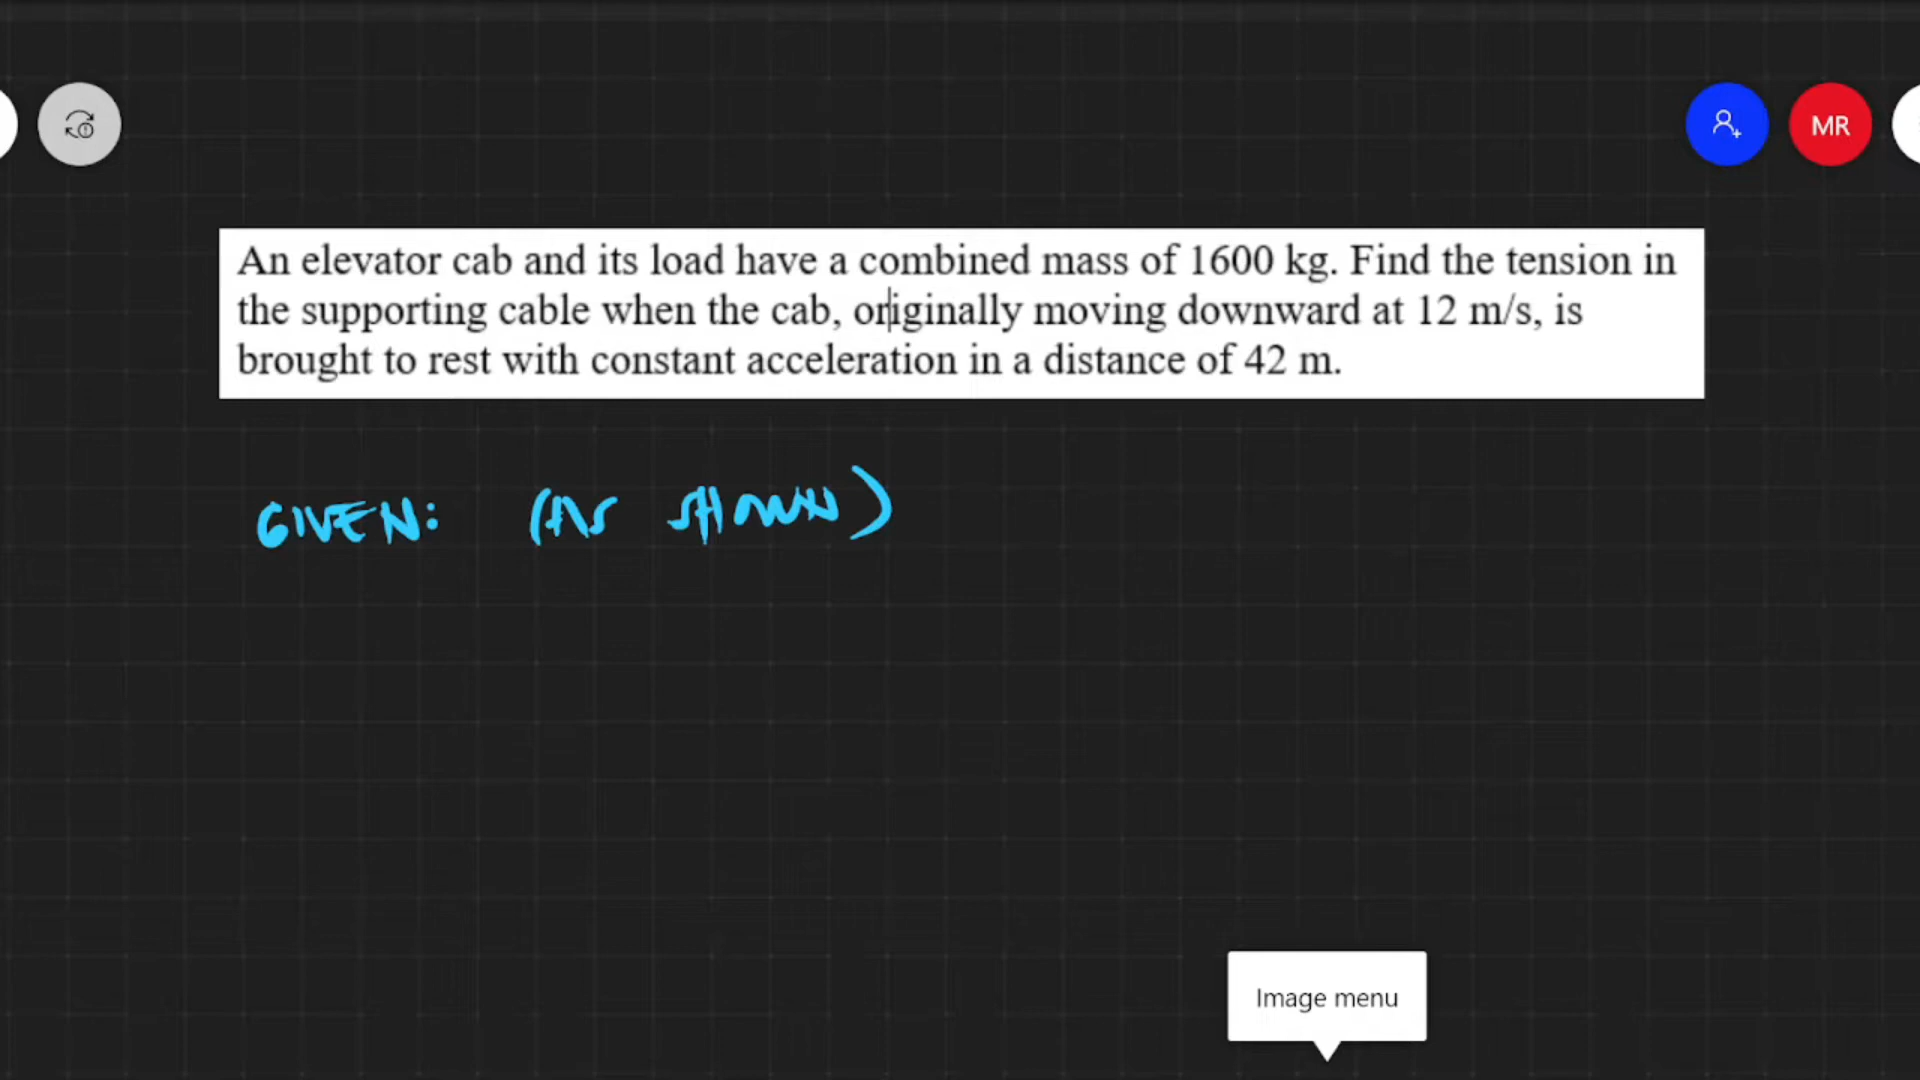 MR
An elevator cab and its load have a combined mass of 1600 kg. Find the tension in
the supporting cable when the cab, originally moving downward at 12 m/s, is
brought to rest with constant acceleration in a distance of 42 m.
GIVEN: (AS SHOWN)
Image menu